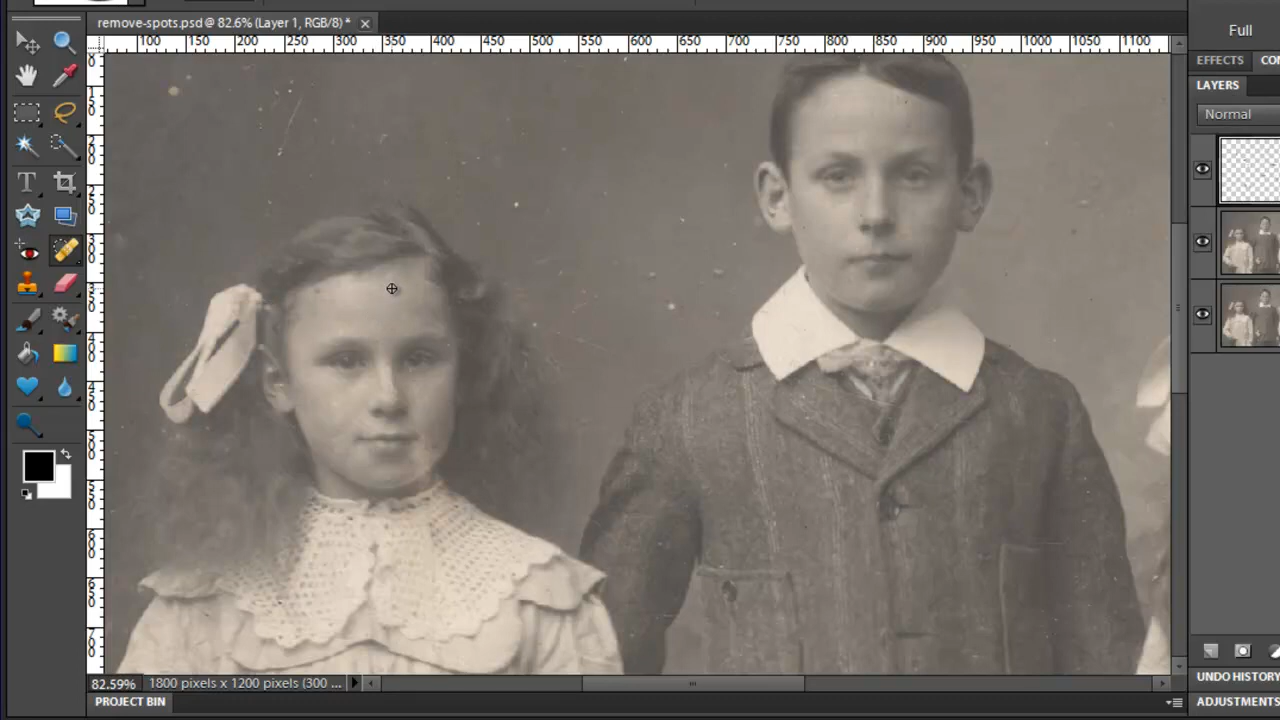 remove-spots.psd @ 82.6% (Layer 1, RGB/8) *
Full
EFFECTS
LAYERS
Normal
100 150 200 250 300 350 400 450 500 550 600 650 700 750 800 850 900 950 1000 1050 1100
82.59% 1800 pixels x 1200 pixels (300 ...
PROJECT BIN
UNDO HISTORY
ADJUSTMENTS